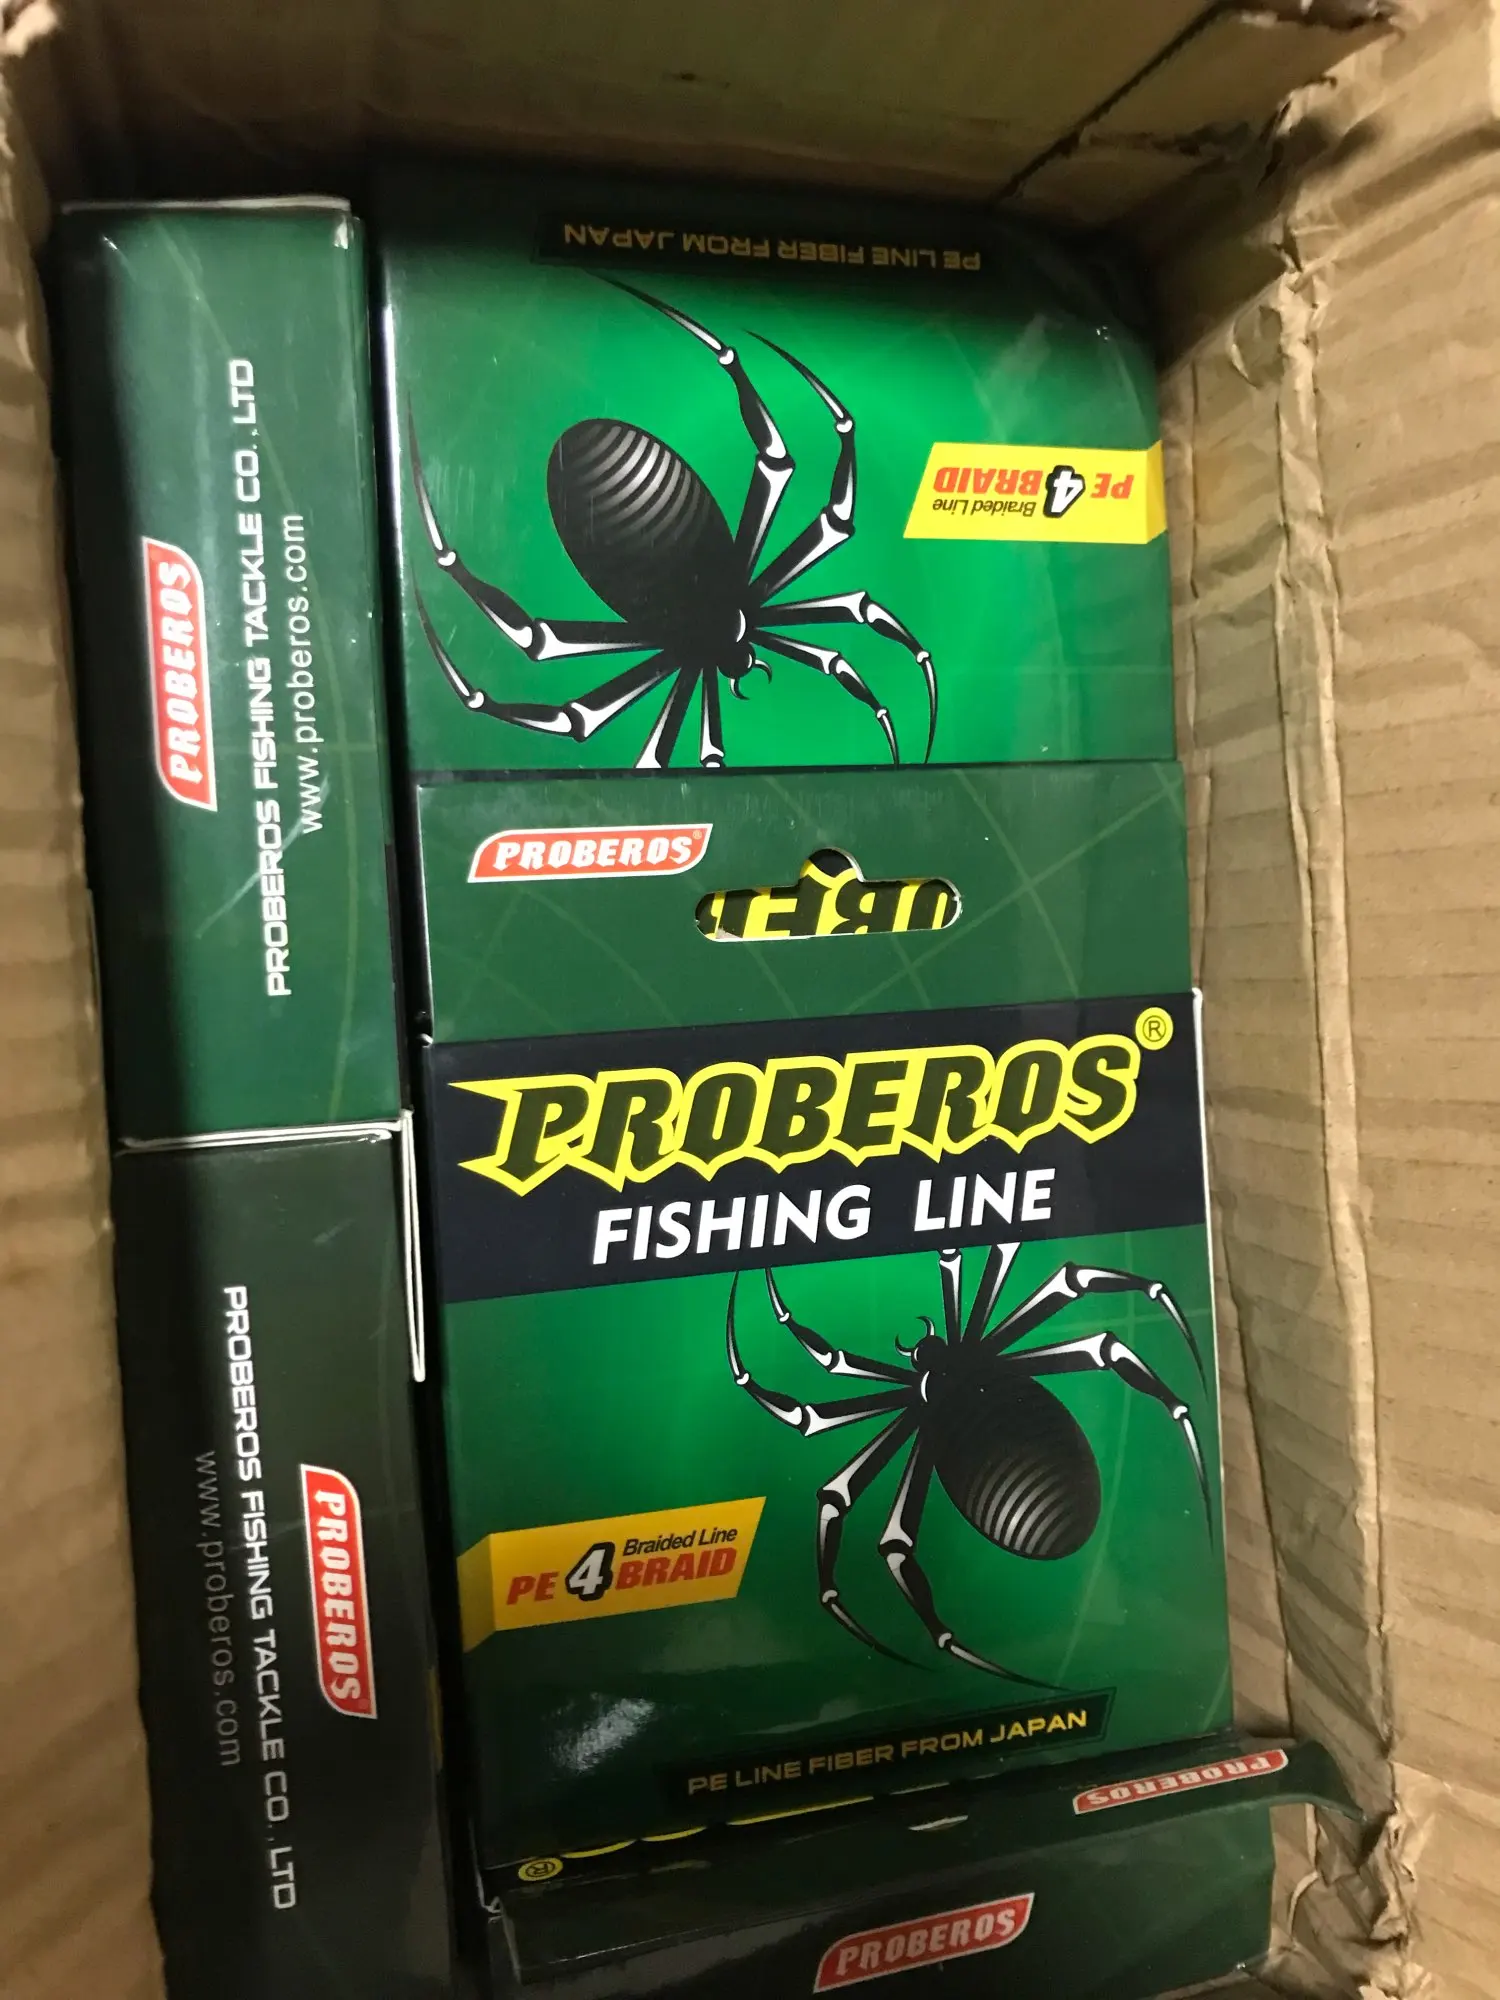 PE LINE FIBER FROM JAPAN
Braided Line
PE 4 BRAID
PROBEROS
PROBEROS FISHING TACKLE CO.,LTD
www.proberos.com
PROBEROS®
OBE
PROBEROS®
FISHING LINE
Braided Line
PE 4 BRAID
PE LINE FIBER FROM JAPAN
PROBEROS
PROBEROS FISHING TACKLE CO.,LTD
www.proberos.com
PROBEROS
®
PROBEROS